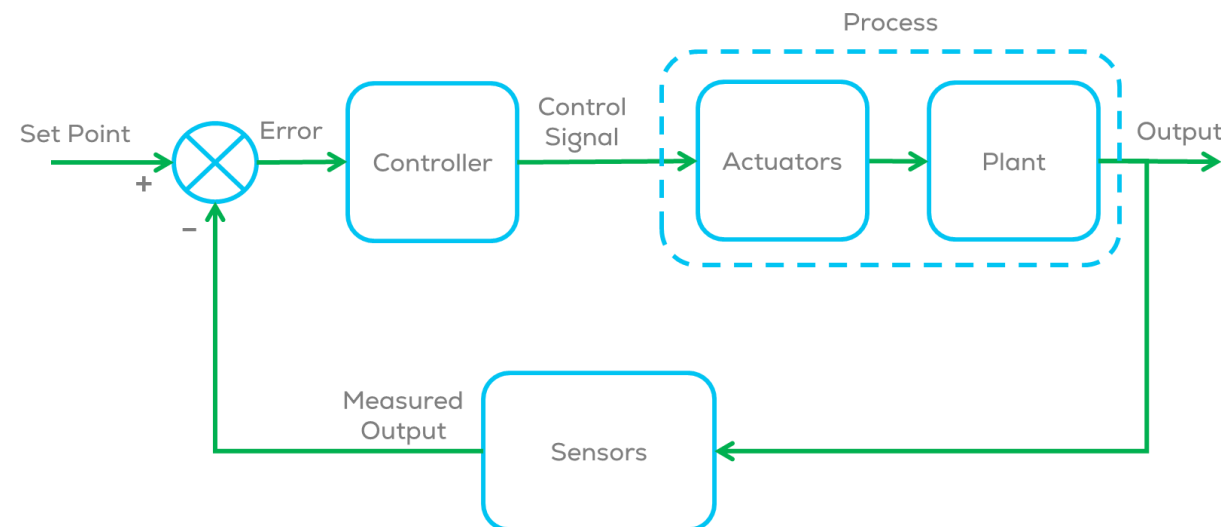 Process
Set Point
+
−
Error
Controller
Control
Signal
Actuators
Plant
Output
Measured
Output
Sensors